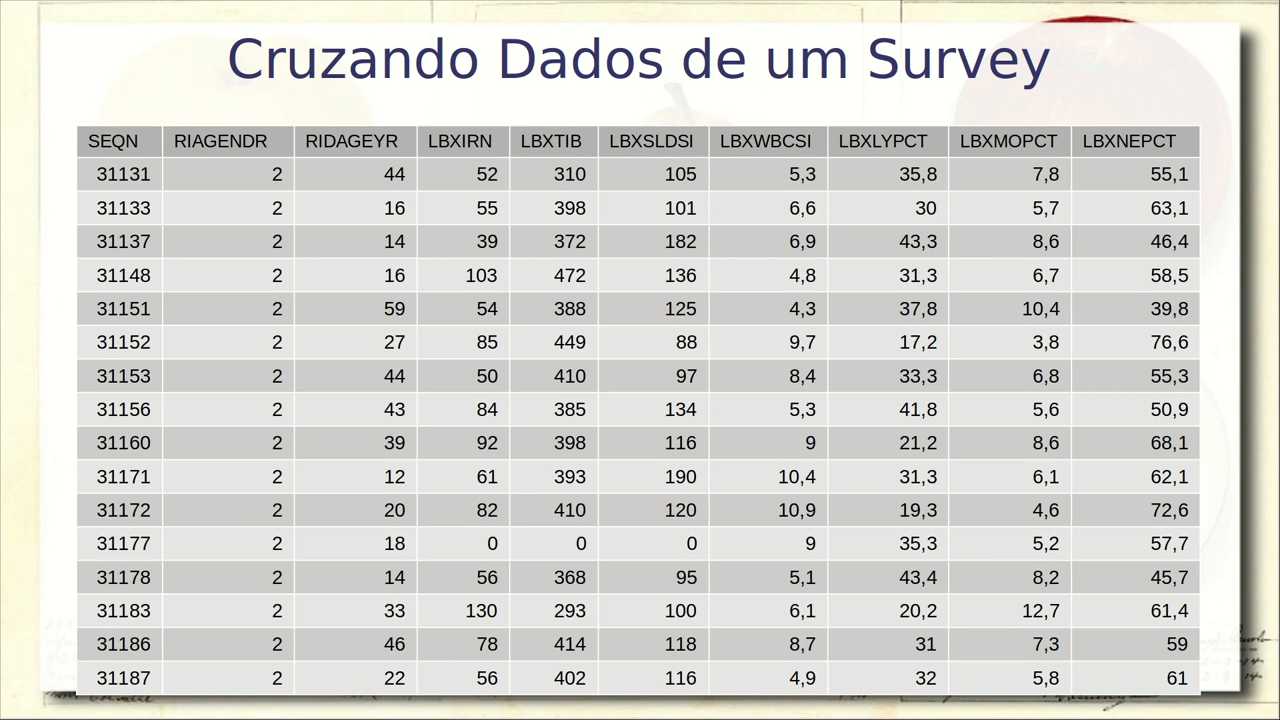 Cruzando Dados de um Survey
SEQN RIAGENDR RIDAGEYR LBXIRN LBXTIB LBXSLDSI LBXWBCSI LBXLYPCT LBXMOPCT LBXNEPCT
31131 2 44 52 310 105 5,3 35,8 7,8 55,1
31133 2 16 55 398 101 6,6 30 5,7 63,1
31137 2 14 39 372 182 6,9 43,3 8,6 46,4
31148 2 16 103 472 136 4,8 31,3 6,7 58,5
31151 2 59 54 388 125 4,3 37,8 10,4 39,8
31152 2 27 85 449 88 9,7 17,2 3,8 76,6
31153 2 44 50 410 97 8,4 33,3 6,8 55,3
31156 2 43 84 385 134 5,3 41,8 5,6 50,9
31160 2 39 92 398 116 9 21,2 8,6 68,1
31171 2 12 61 393 190 10,4 31,3 6,1 62,1
31172 2 20 82 410 120 10,9 19,3 4,6 72,6
31177 2 18 0 0 0 9 35,3 5,2 57,7
31178 2 14 56 368 95 5,1 43,4 8,2 45,7
31183 2 33 130 293 100 6,1 20,2 12,7 61,4
31186 2 46 78 414 118 8,7 31 7,3 59
31187 2 22 56 402 116 4,9 32 5,8 61